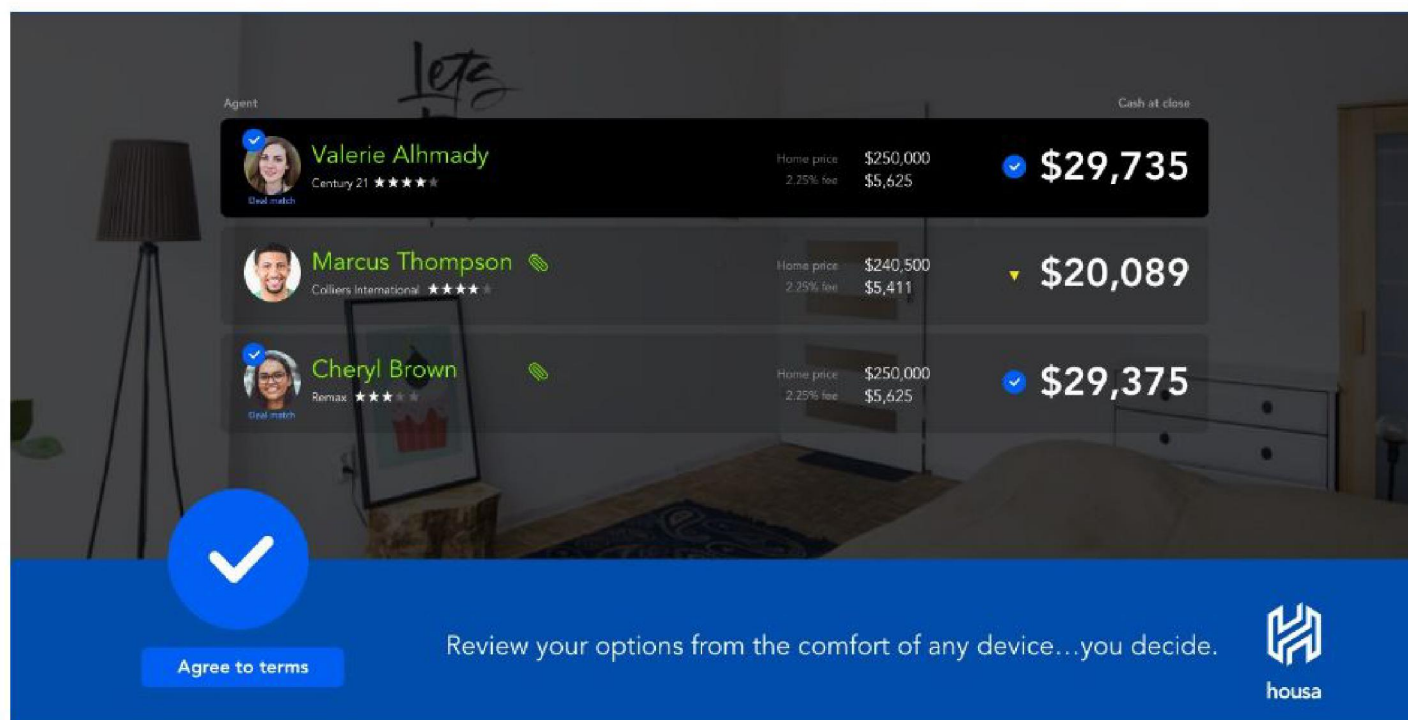 lets
Agent
Cash at close
Valerie Alhmady
Century 21
Deal match
Home price $250,000
2.25% fee $5,625
$29,735
Marcus Thompson
Colliers International
Home price $240,500
2.25% fee $5,411
$20,089
Cheryl Brown
Remax
Deal match
Home price $250,000
2.25% fee $5,625
$29,375
Agree to terms
Review your options from the comfort of any device...you decide.
housa